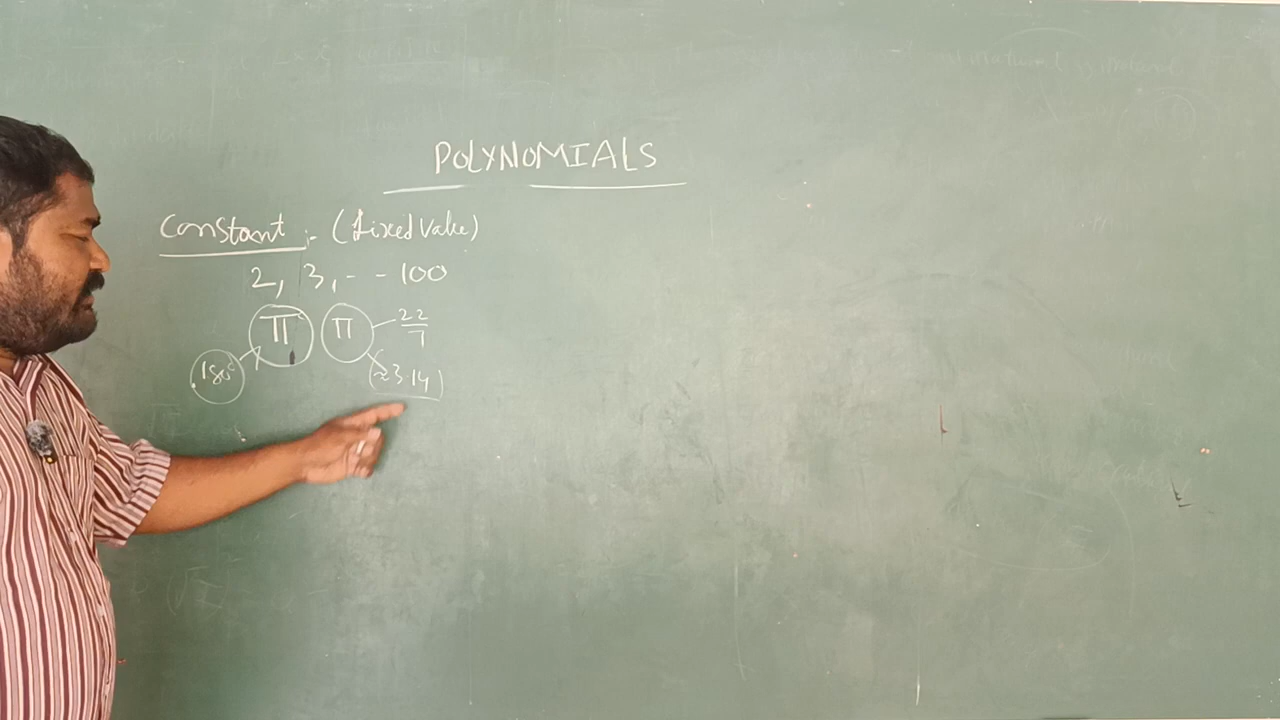 POLYNOMIALS
Constant :- (fixed Value)
2, 3, - - 100
π π 22/7
180° ≈3.14